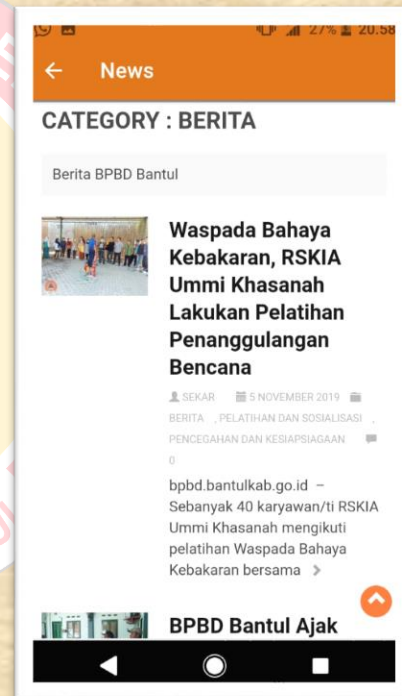 27% 20.58
News
CATEGORY : BERITA
Berita BPBD Bantul
Waspada Bahaya
Kebakaran, RSKIA
Ummi Khasanah
Lakukan Pelatihan
Penanggulangan
Bencana
SEKAR 5 NOVEMBER 2019
BERITA , PELATIHAN DAN SOSIALISASI ,
PENCEGAHAN DAN KESIAPSIAGAAN
0
bpbd.bantulkab.go.id –
Sebanyak 40 karyawan/ti RSKIA
Ummi Khasanah mengikuti
pelatihan Waspada Bahaya
Kebakaran bersama
BPBD Bantul Ajak